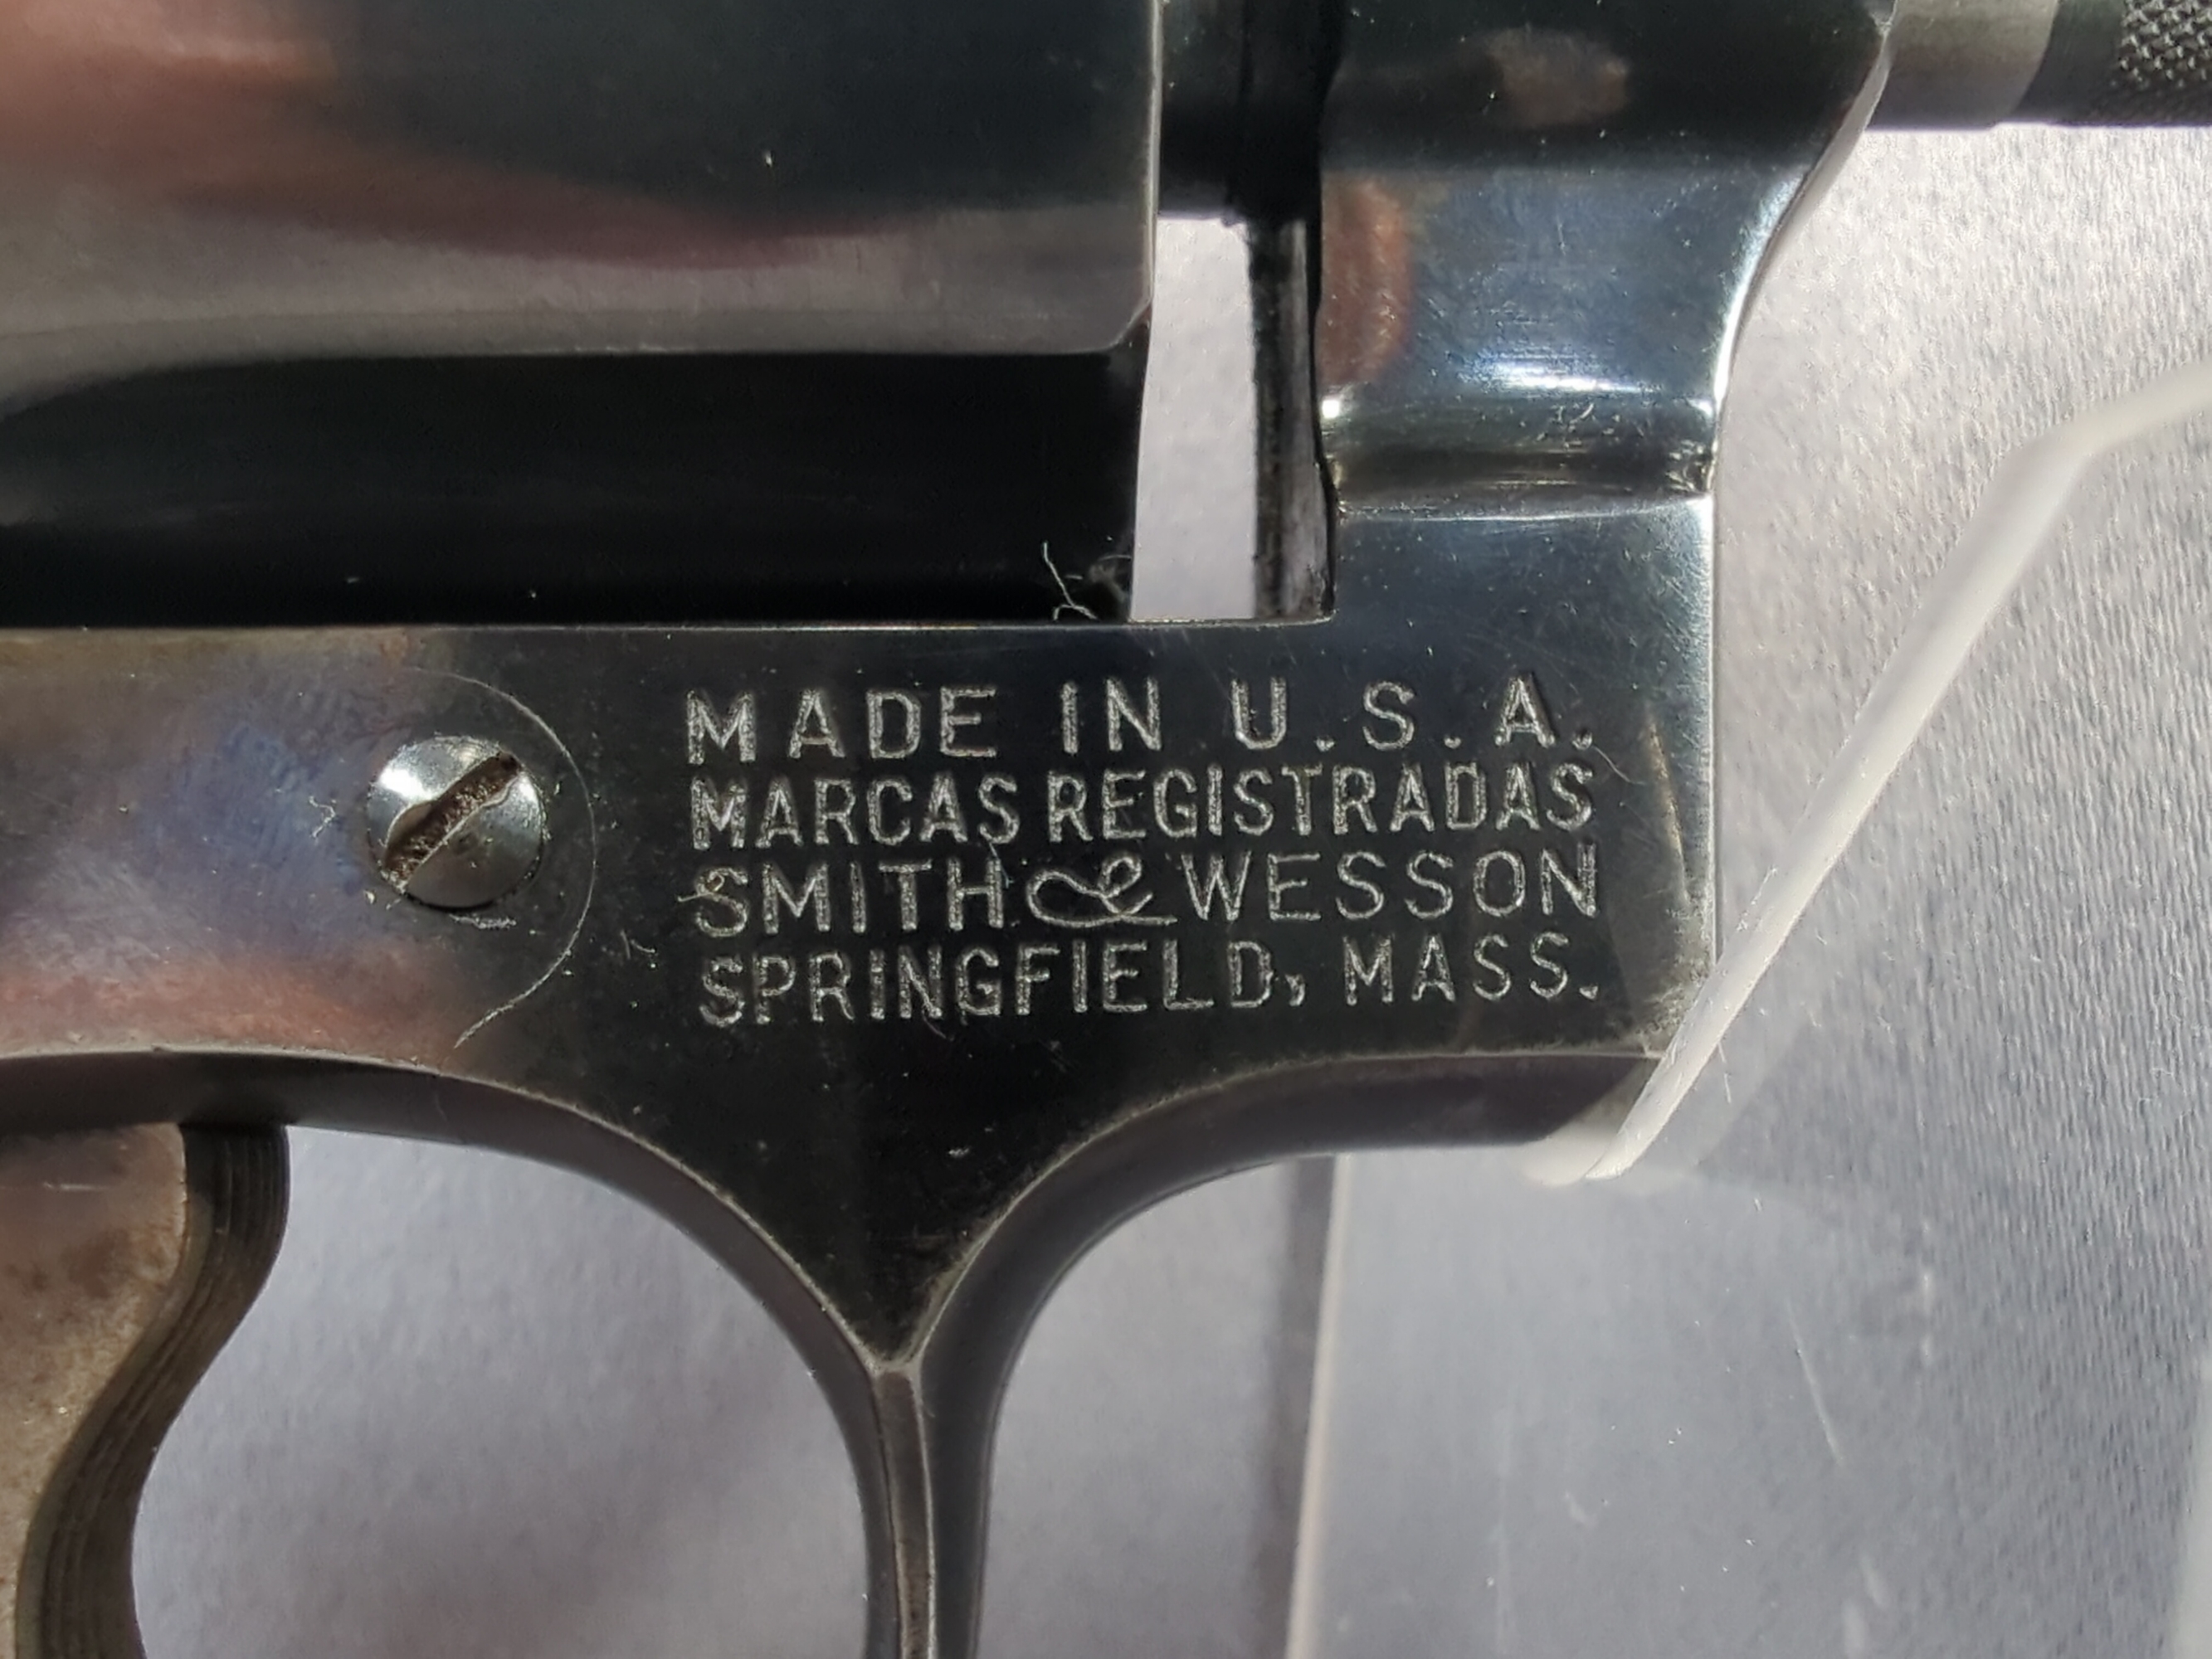 MADE IN U.S.A.
MARCAS REGISTRADAS
SMITH & WESSON
SPRINGFIELD, MASS.